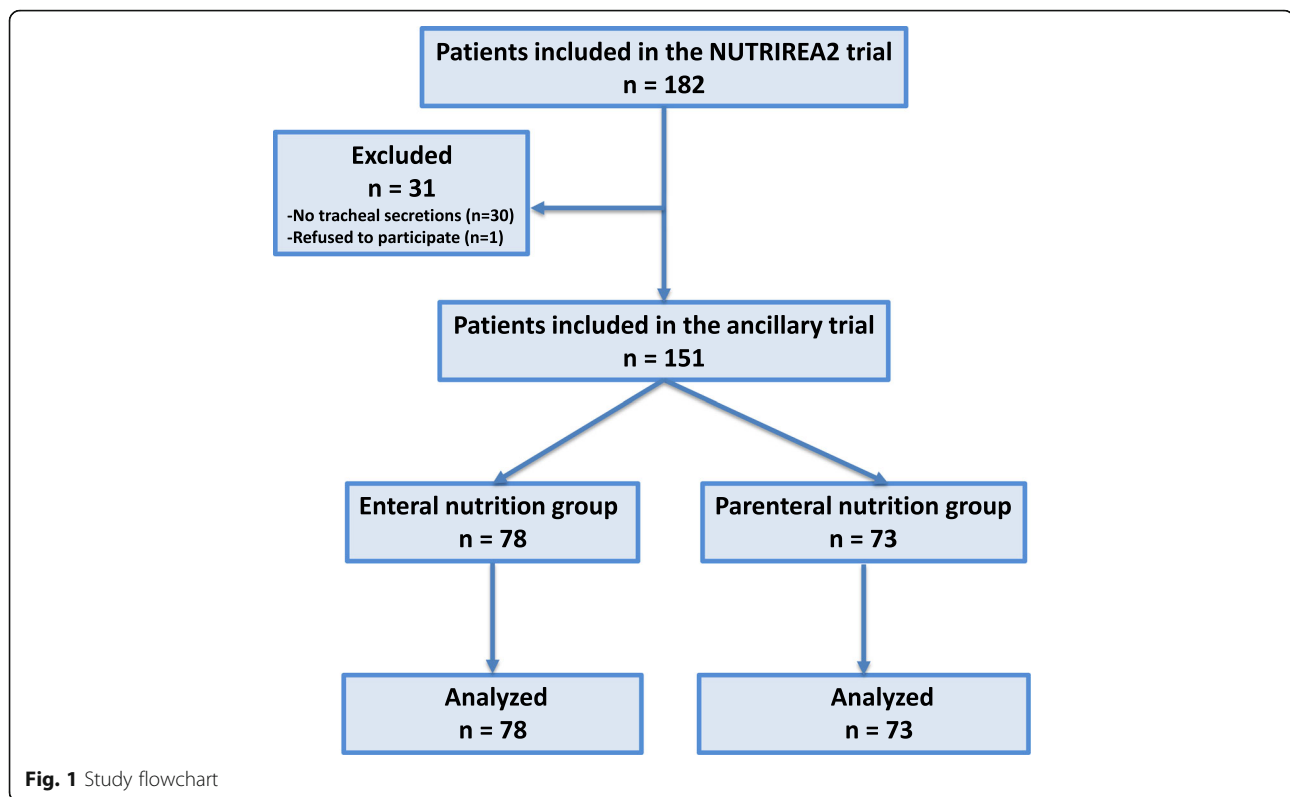 Patients included in the NUTRIREA2 trial
n = 182
Excluded
n = 31
-No tracheal secretions (n=30)
-Refused to participate (n=1)
Patients included in the ancillary trial
n = 151
Enteral nutrition group
n = 78
Parenteral nutrition group
n = 73
Analyzed
n = 78
Analyzed
n = 73
Fig. 1 Study flowchart